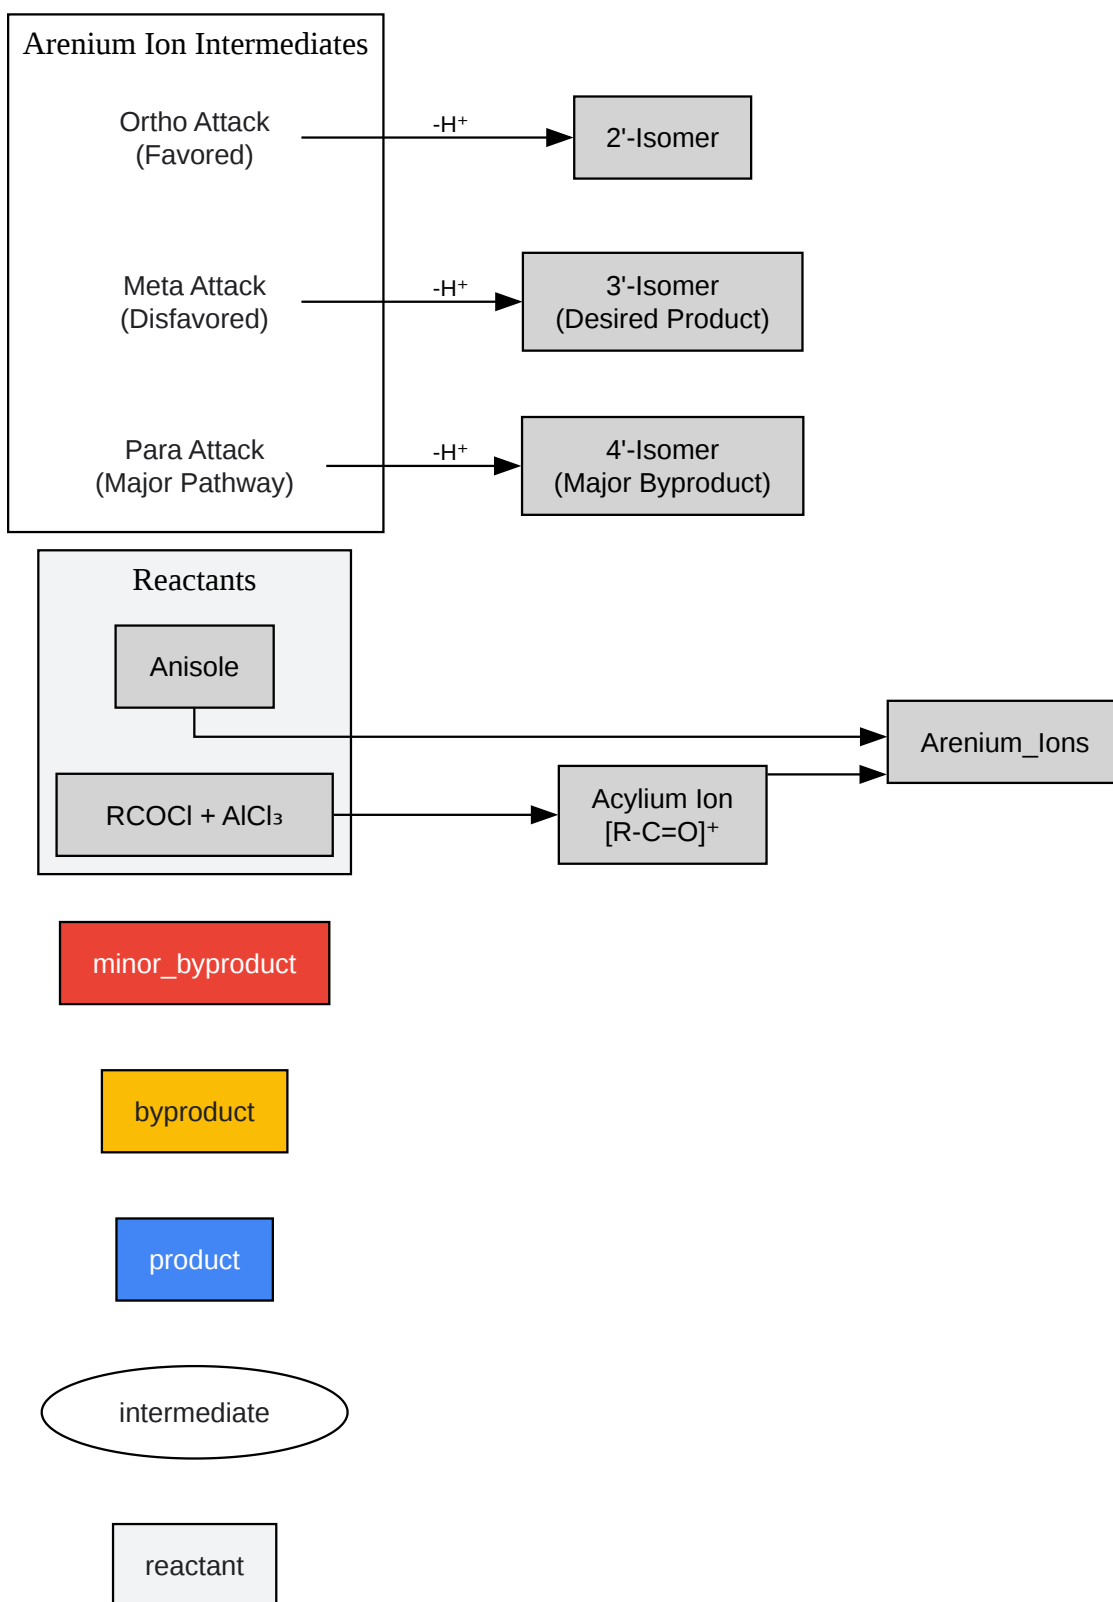 Arenium Ion Intermediates
Ortho Attack
(Favored)
-H⁺
2'-Isomer
Meta Attack
(Disfavored)
-H⁺
3'-Isomer
(Desired Product)
Para Attack
(Major Pathway)
-H⁺
4'-Isomer
(Major Byproduct)
Reactants
Anisole
RCOCl + AlCl₃
Acylium Ion
[R-C=O]⁺
Arenium_Ions
minor_byproduct
byproduct
product
intermediate
reactant